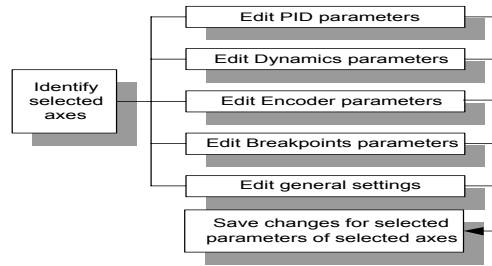 Edit PID parameters
Edit Dynamics parameters
Identify
selected
axes
Edit Encoder parameters
Edit Breakpoints parameters
Edit general settings
Save changes for selected
parameters of selected axes